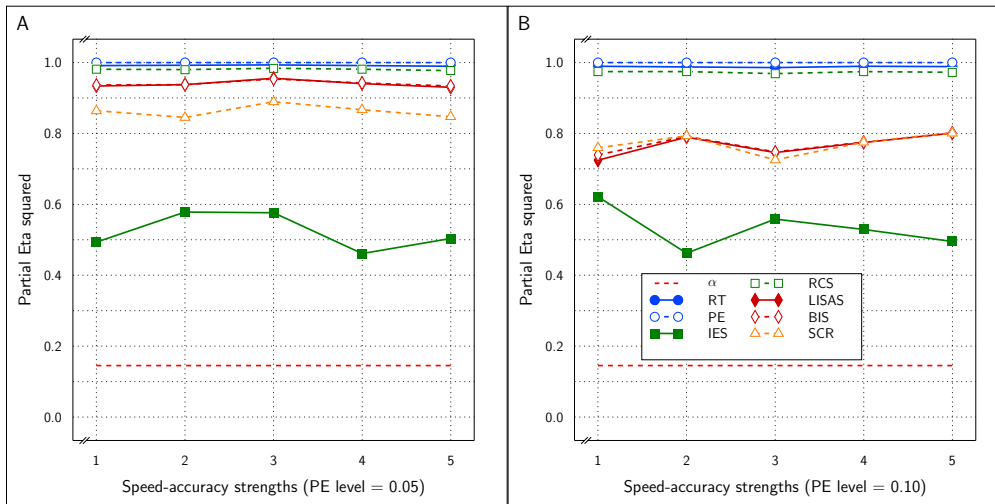 A
Partial Eta squared
1.0
0.8
0.6
0.4
0.2
0.0
1 2 3 4 5
Speed-accuracy strengths (PE level = 0.05)
B
Partial Eta squared
1.0
0.8
0.6
0.4
0.2
0.0
α RCS
RT LISAS
PE BIS
IES SCR
1 2 3 4 5
Speed-accuracy strengths (PE level = 0.10)